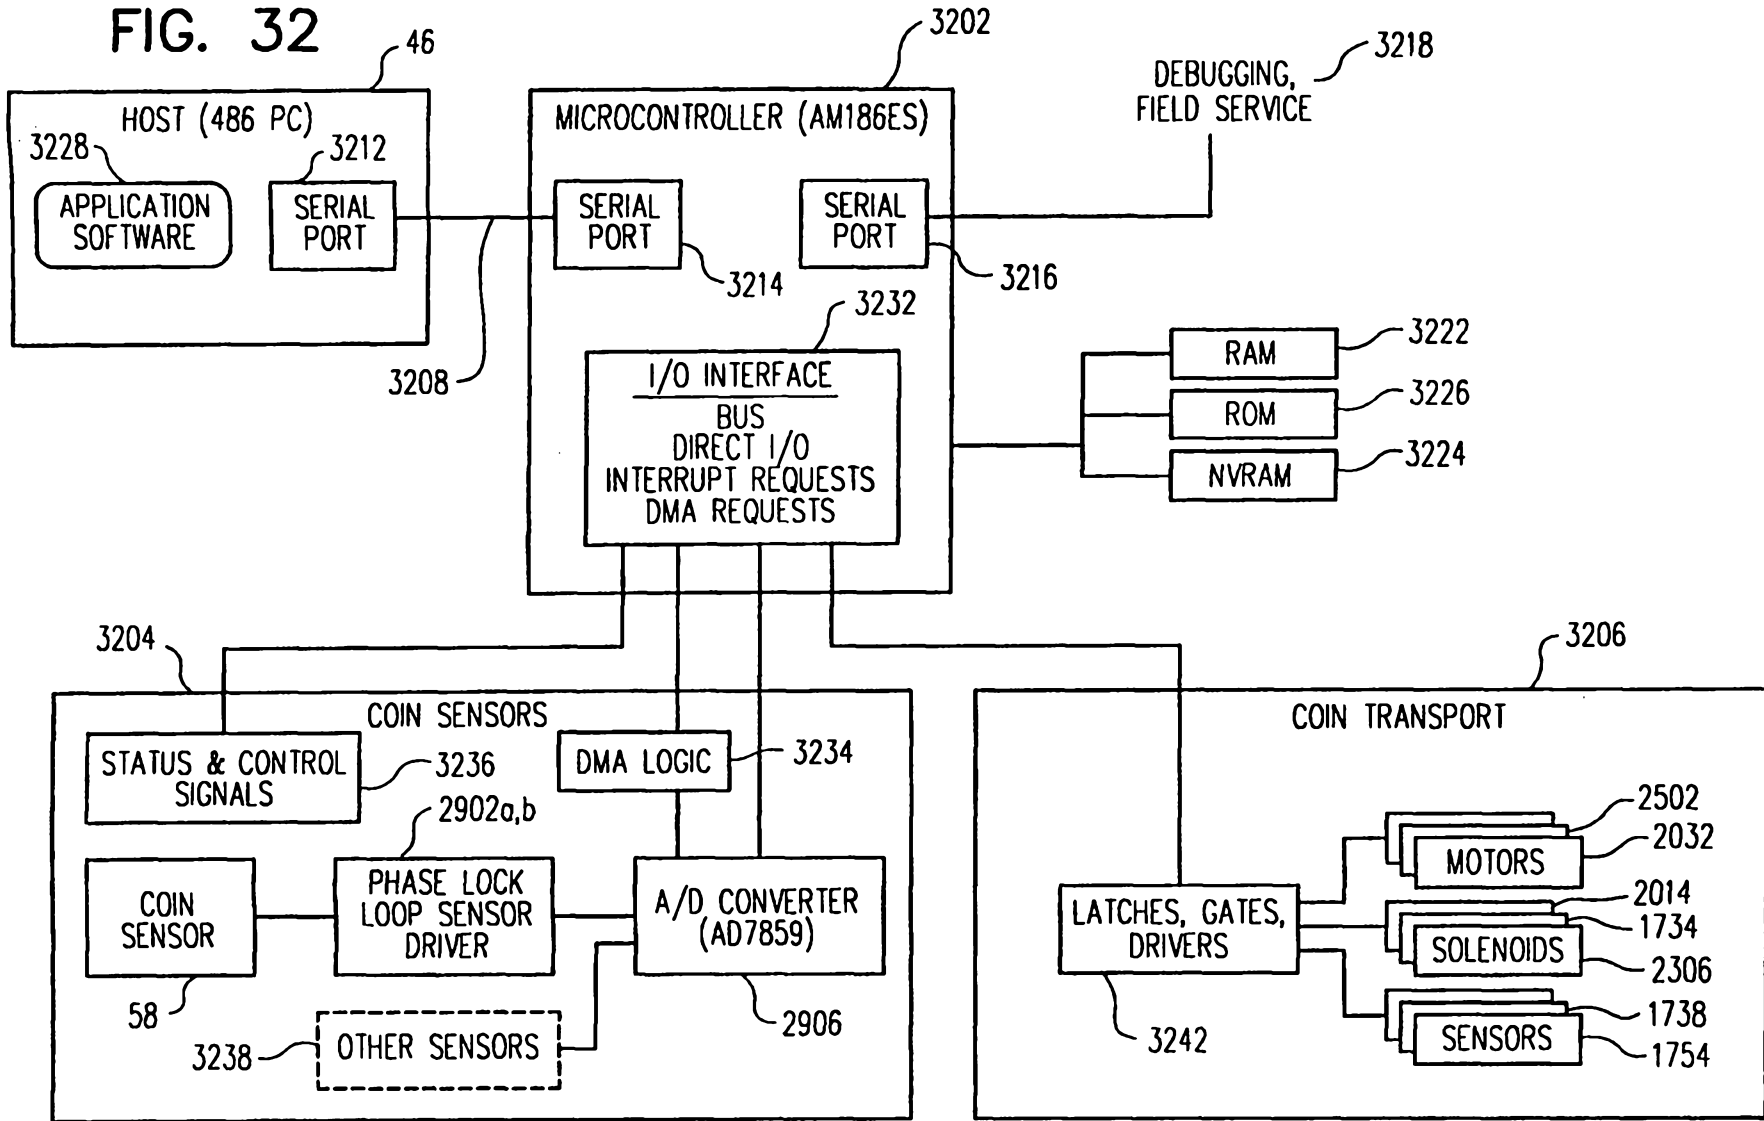 FIG. 32
46
3202
3218
DEBUGGING,
FIELD SERVICE
HOST (486 PC)
3228
3212
APPLICATION
SOFTWARE
SERIAL
PORT
3208
MICROCONTROLLER (AM186ES)
SERIAL
PORT
3214
SERIAL
PORT
3216
3232
I/O INTERFACE
BUS
DIRECT I/O
INTERRUPT REQUESTS
DMA REQUESTS
RAM
3222
ROM
3226
NVRAM
3224
3204
COIN SENSORS
STATUS & CONTROL
SIGNALS
3236
DMA LOGIC
3234
2902a,b
COIN
SENSOR
58
PHASE LOCK
LOOP SENSOR
DRIVER
A/D CONVERTER
(AD7859)
2906
3238
OTHER SENSORS
3206
COIN TRANSPORT
LATCHES, GATES,
DRIVERS
3242
2502
2032
MOTORS
2014
1734
SOLENOIDS
2306
1738
SENSORS
1754